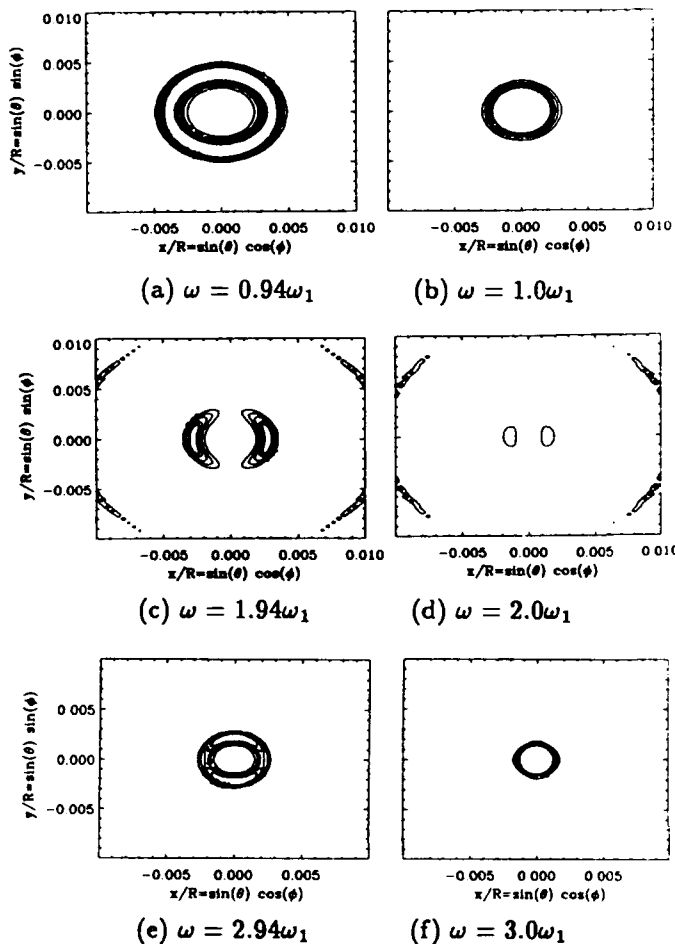 0.010
0.005
0.000
-0.005
y/R=sin(θ) sin(ϕ)
-0.005 0.000 0.005 0.010
x/R=sin(θ) cos(ϕ)
(a) ω = 0.94ω₁
-0.005 0.000 0.005 0.010
x/R=sin(θ) cos(ϕ)
(b) ω = 1.0ω₁
0.010
0.005
0.000
-0.005
y/R=sin(θ) sin(ϕ)
-0.005 0.000 0.005 0.010
x/R=sin(θ) cos(ϕ)
(c) ω = 1.94ω₁
-0.005 0.000 0.005 0.010
x/R=sin(θ) cos(ϕ)
(d) ω = 2.0ω₁
0.005
0.000
-0.005
y/R=sin(θ) sin(ϕ)
-0.005 0.000 0.005
x/R=sin(θ) cos(ϕ)
(e) ω = 2.94ω₁
-0.005 0.000 0.005
x/R=sin(θ) cos(ϕ)
(f) ω = 3.0ω₁